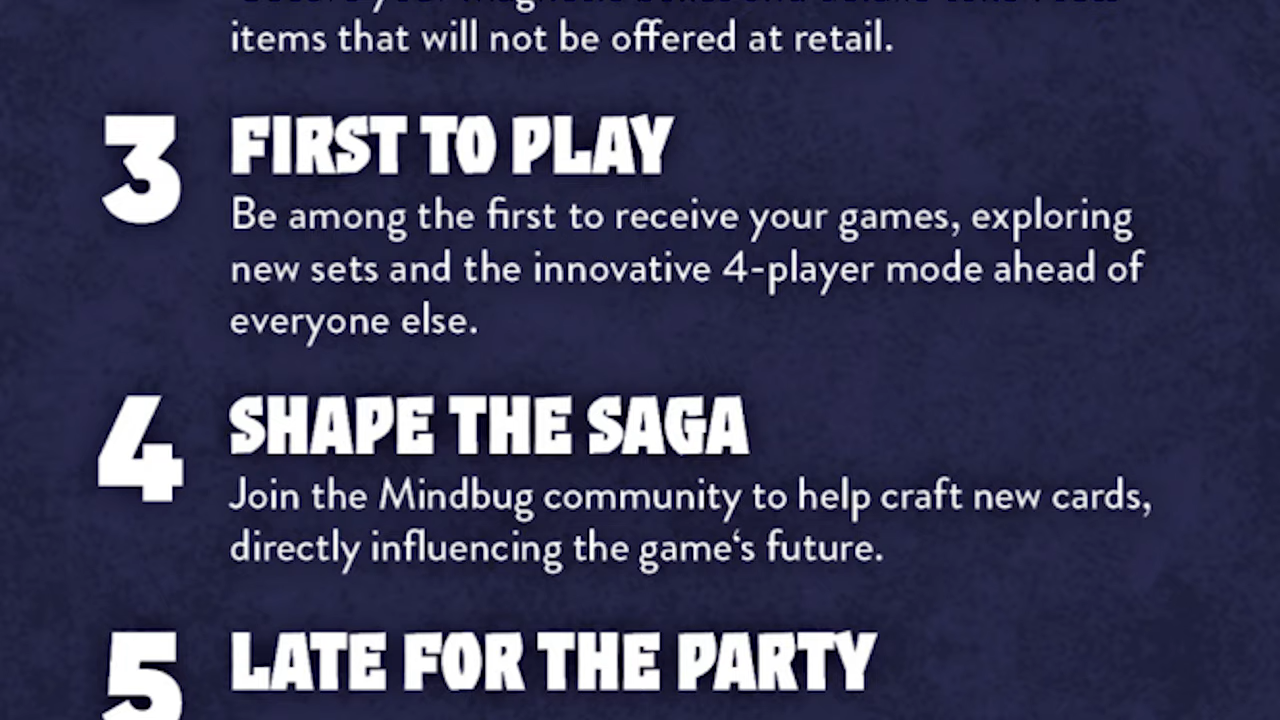 items that will not be offered at retail.
3 FIRST TO PLAY
Be among the first to receive your games, exploring
new sets and the innovative 4-player mode ahead of
everyone else.
4 SHAPE THE SAGA
Join the Mindbug community to help craft new cards,
directly influencing the game‘s future.
5 LATE FOR THE PARTY